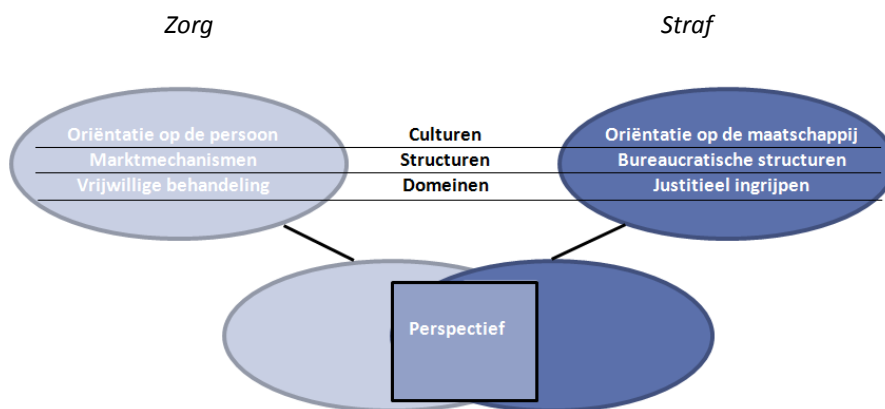 Zorg Straf
Oriëntatie op de persoon Culturen Oriëntatie op de maatschappij
Marktmechanismen Structuren Bureaucratische structuren
Vrijwillige behandeling Domeinen Justitieel ingrijpen
Perspectief